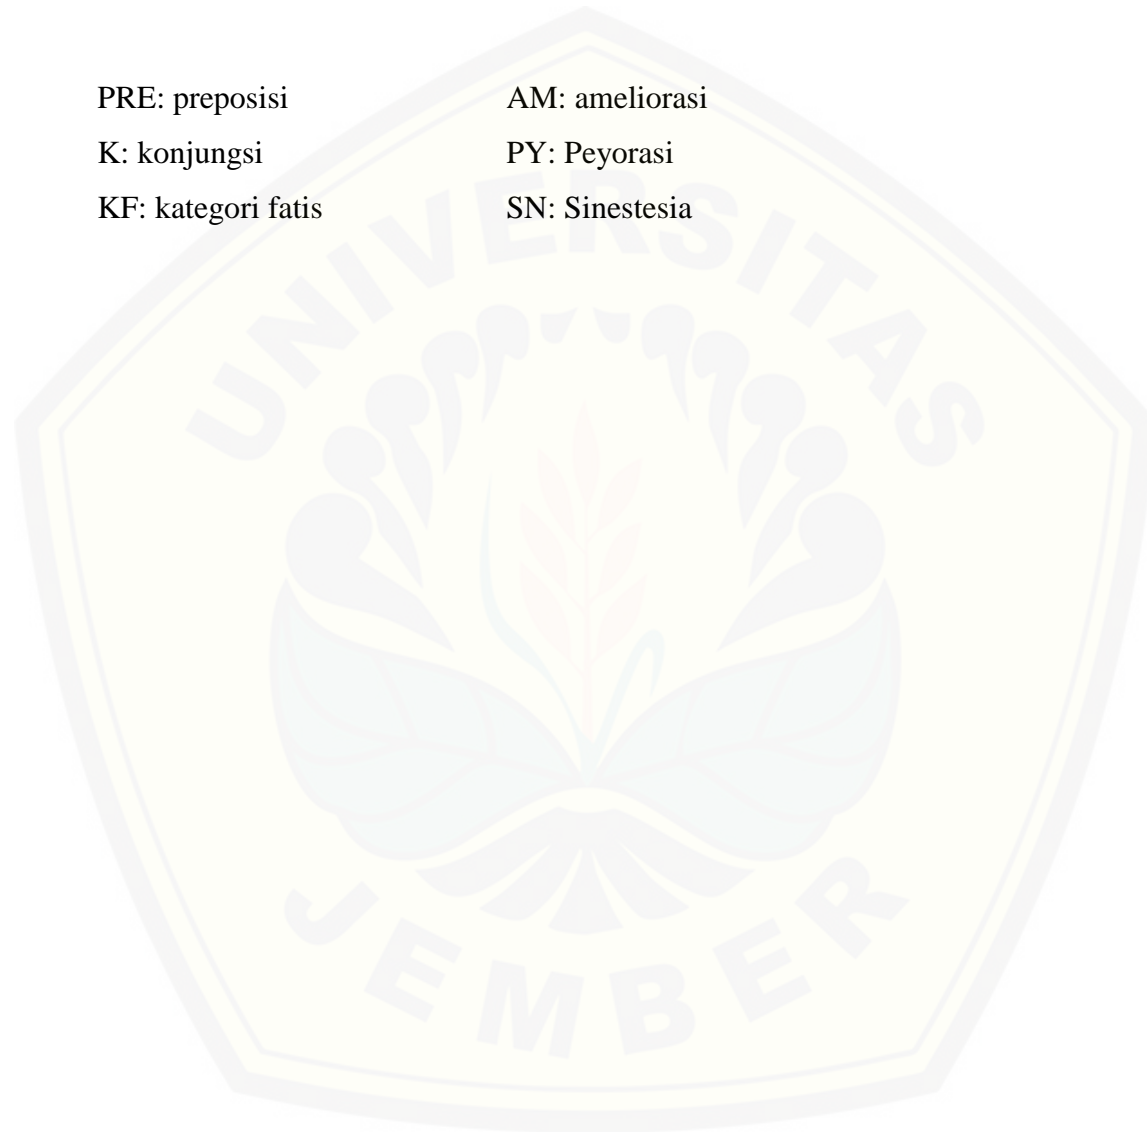 PRE: preposisi AM: ameliorasi
K: konjungsi PY: Peyorasi
KF: kategori fatis SN: Sinestesia
UNIVERSITAS
JEMBER